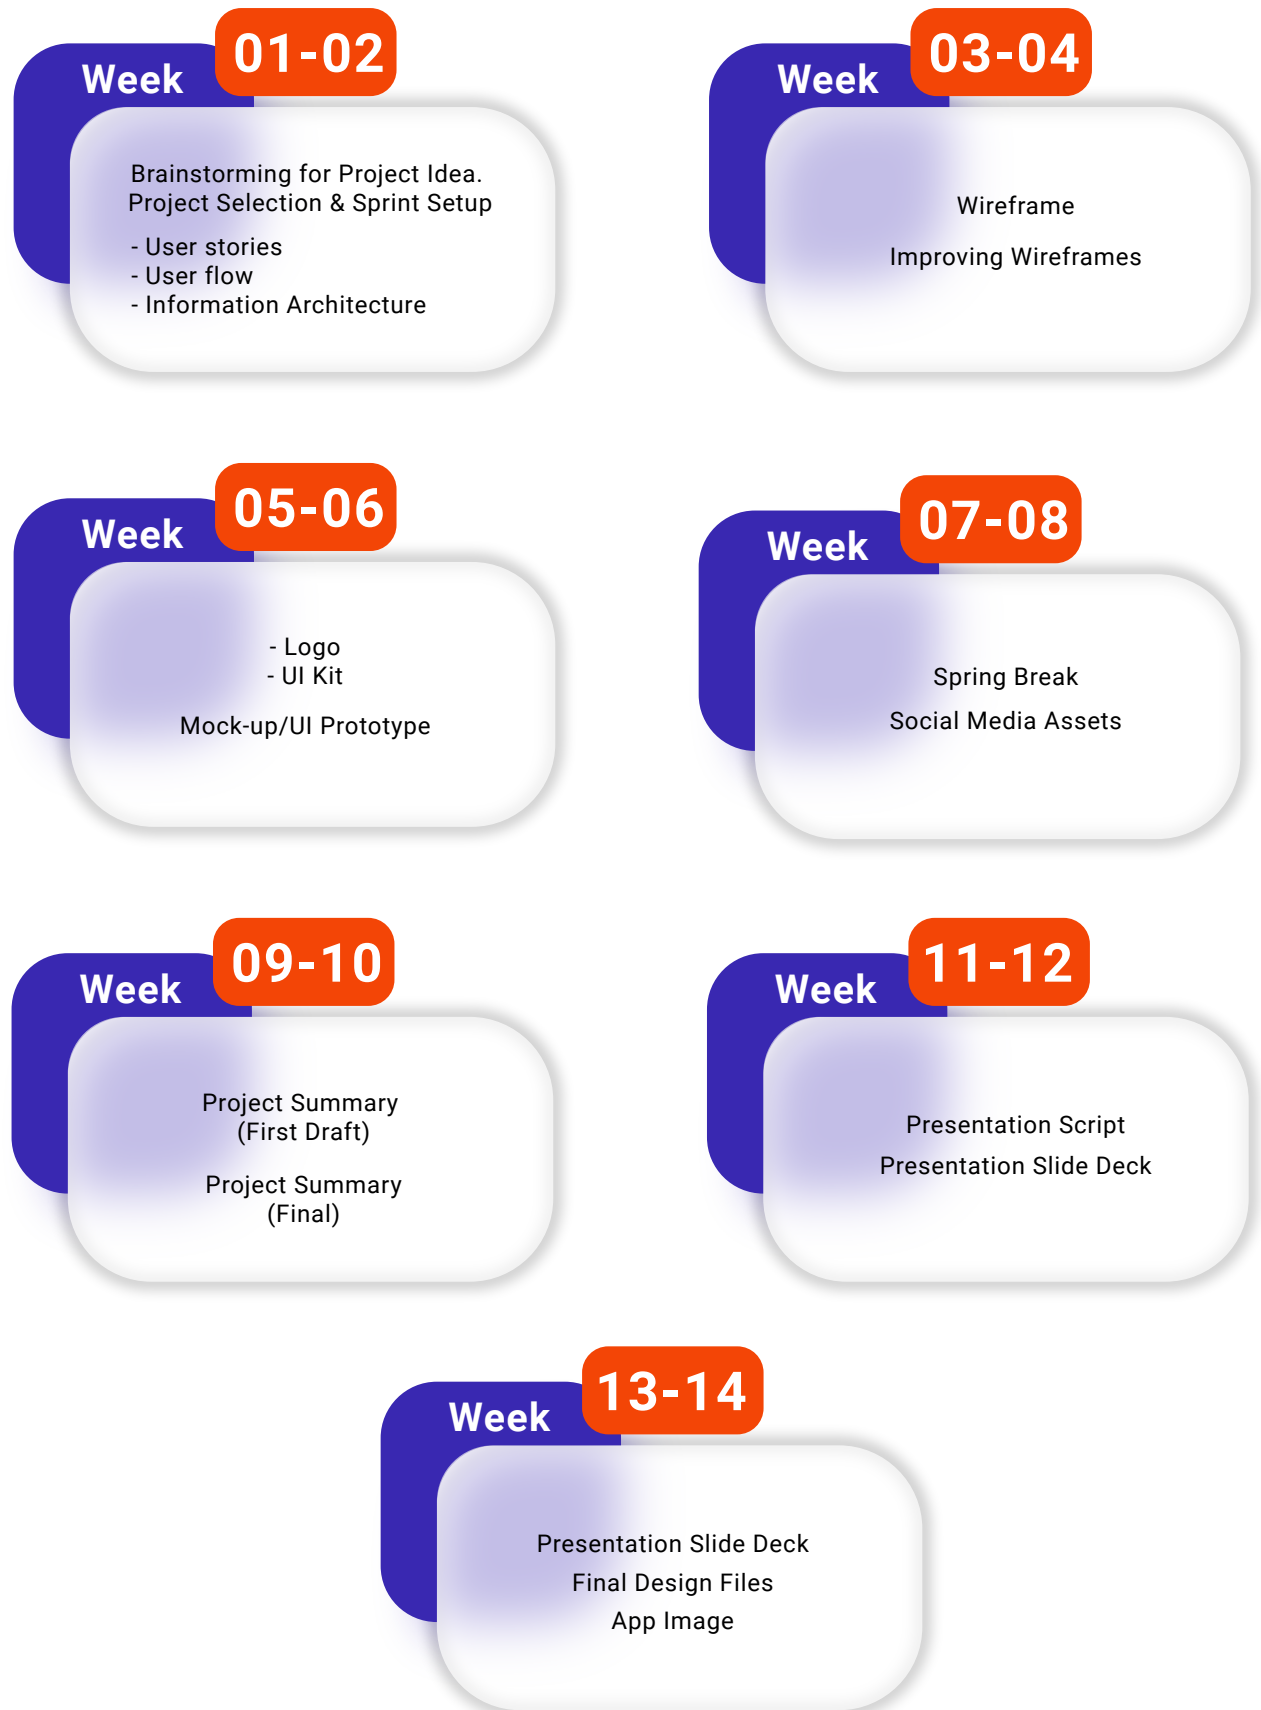 Week 01-02
Brainstorming for Project Idea.
Project Selection & Sprint Setup
- User stories
- User flow
- Information Architecture
Week 03-04
Wireframe
Improving Wireframes
Week 05-06
- Logo
- UI Kit
Mock-up/UI Prototype
Week 07-08
Spring Break
Social Media Assets
Week 09-10
Project Summary
(First Draft)
Project Summary
(Final)
Week 11-12
Presentation Script
Presentation Slide Deck
Week 13-14
Presentation Slide Deck
Final Design Files
App Image